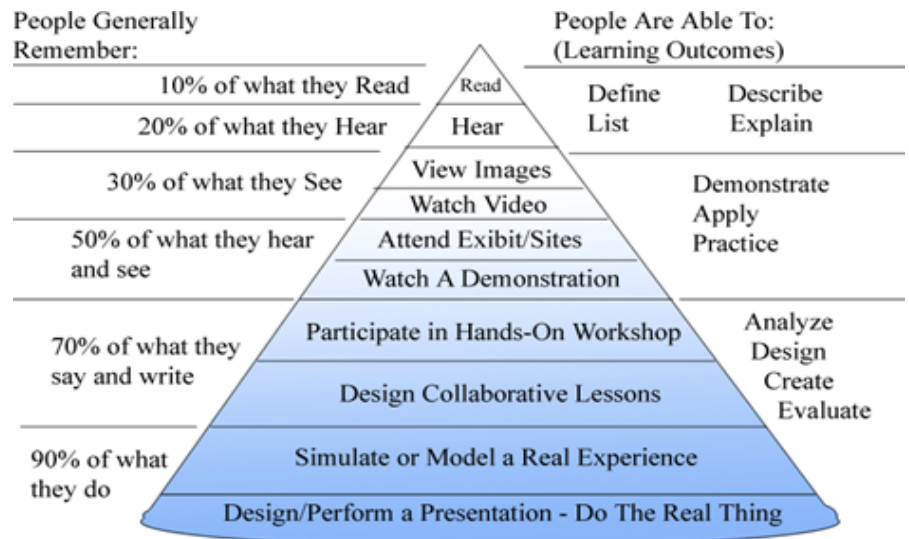 People Generally
Remember:
People Are Able To:
(Learning Outcomes)
10% of what they Read
Read
Define
Describe
List
Explain
20% of what they Hear
Hear
30% of what they See
View Images
Watch Video
Demonstrate
Apply
Practice
50% of what they hear
and see
Attend Exibit/Sites
Watch A Demonstration
70% of what they
say and write
Participate in Hands-On Workshop
Design Collaborative Lessons
Analyze
Design
Create
Evaluate
90% of what
they do
Simulate or Model a Real Experience
Design/Perform a Presentation - Do The Real Thing